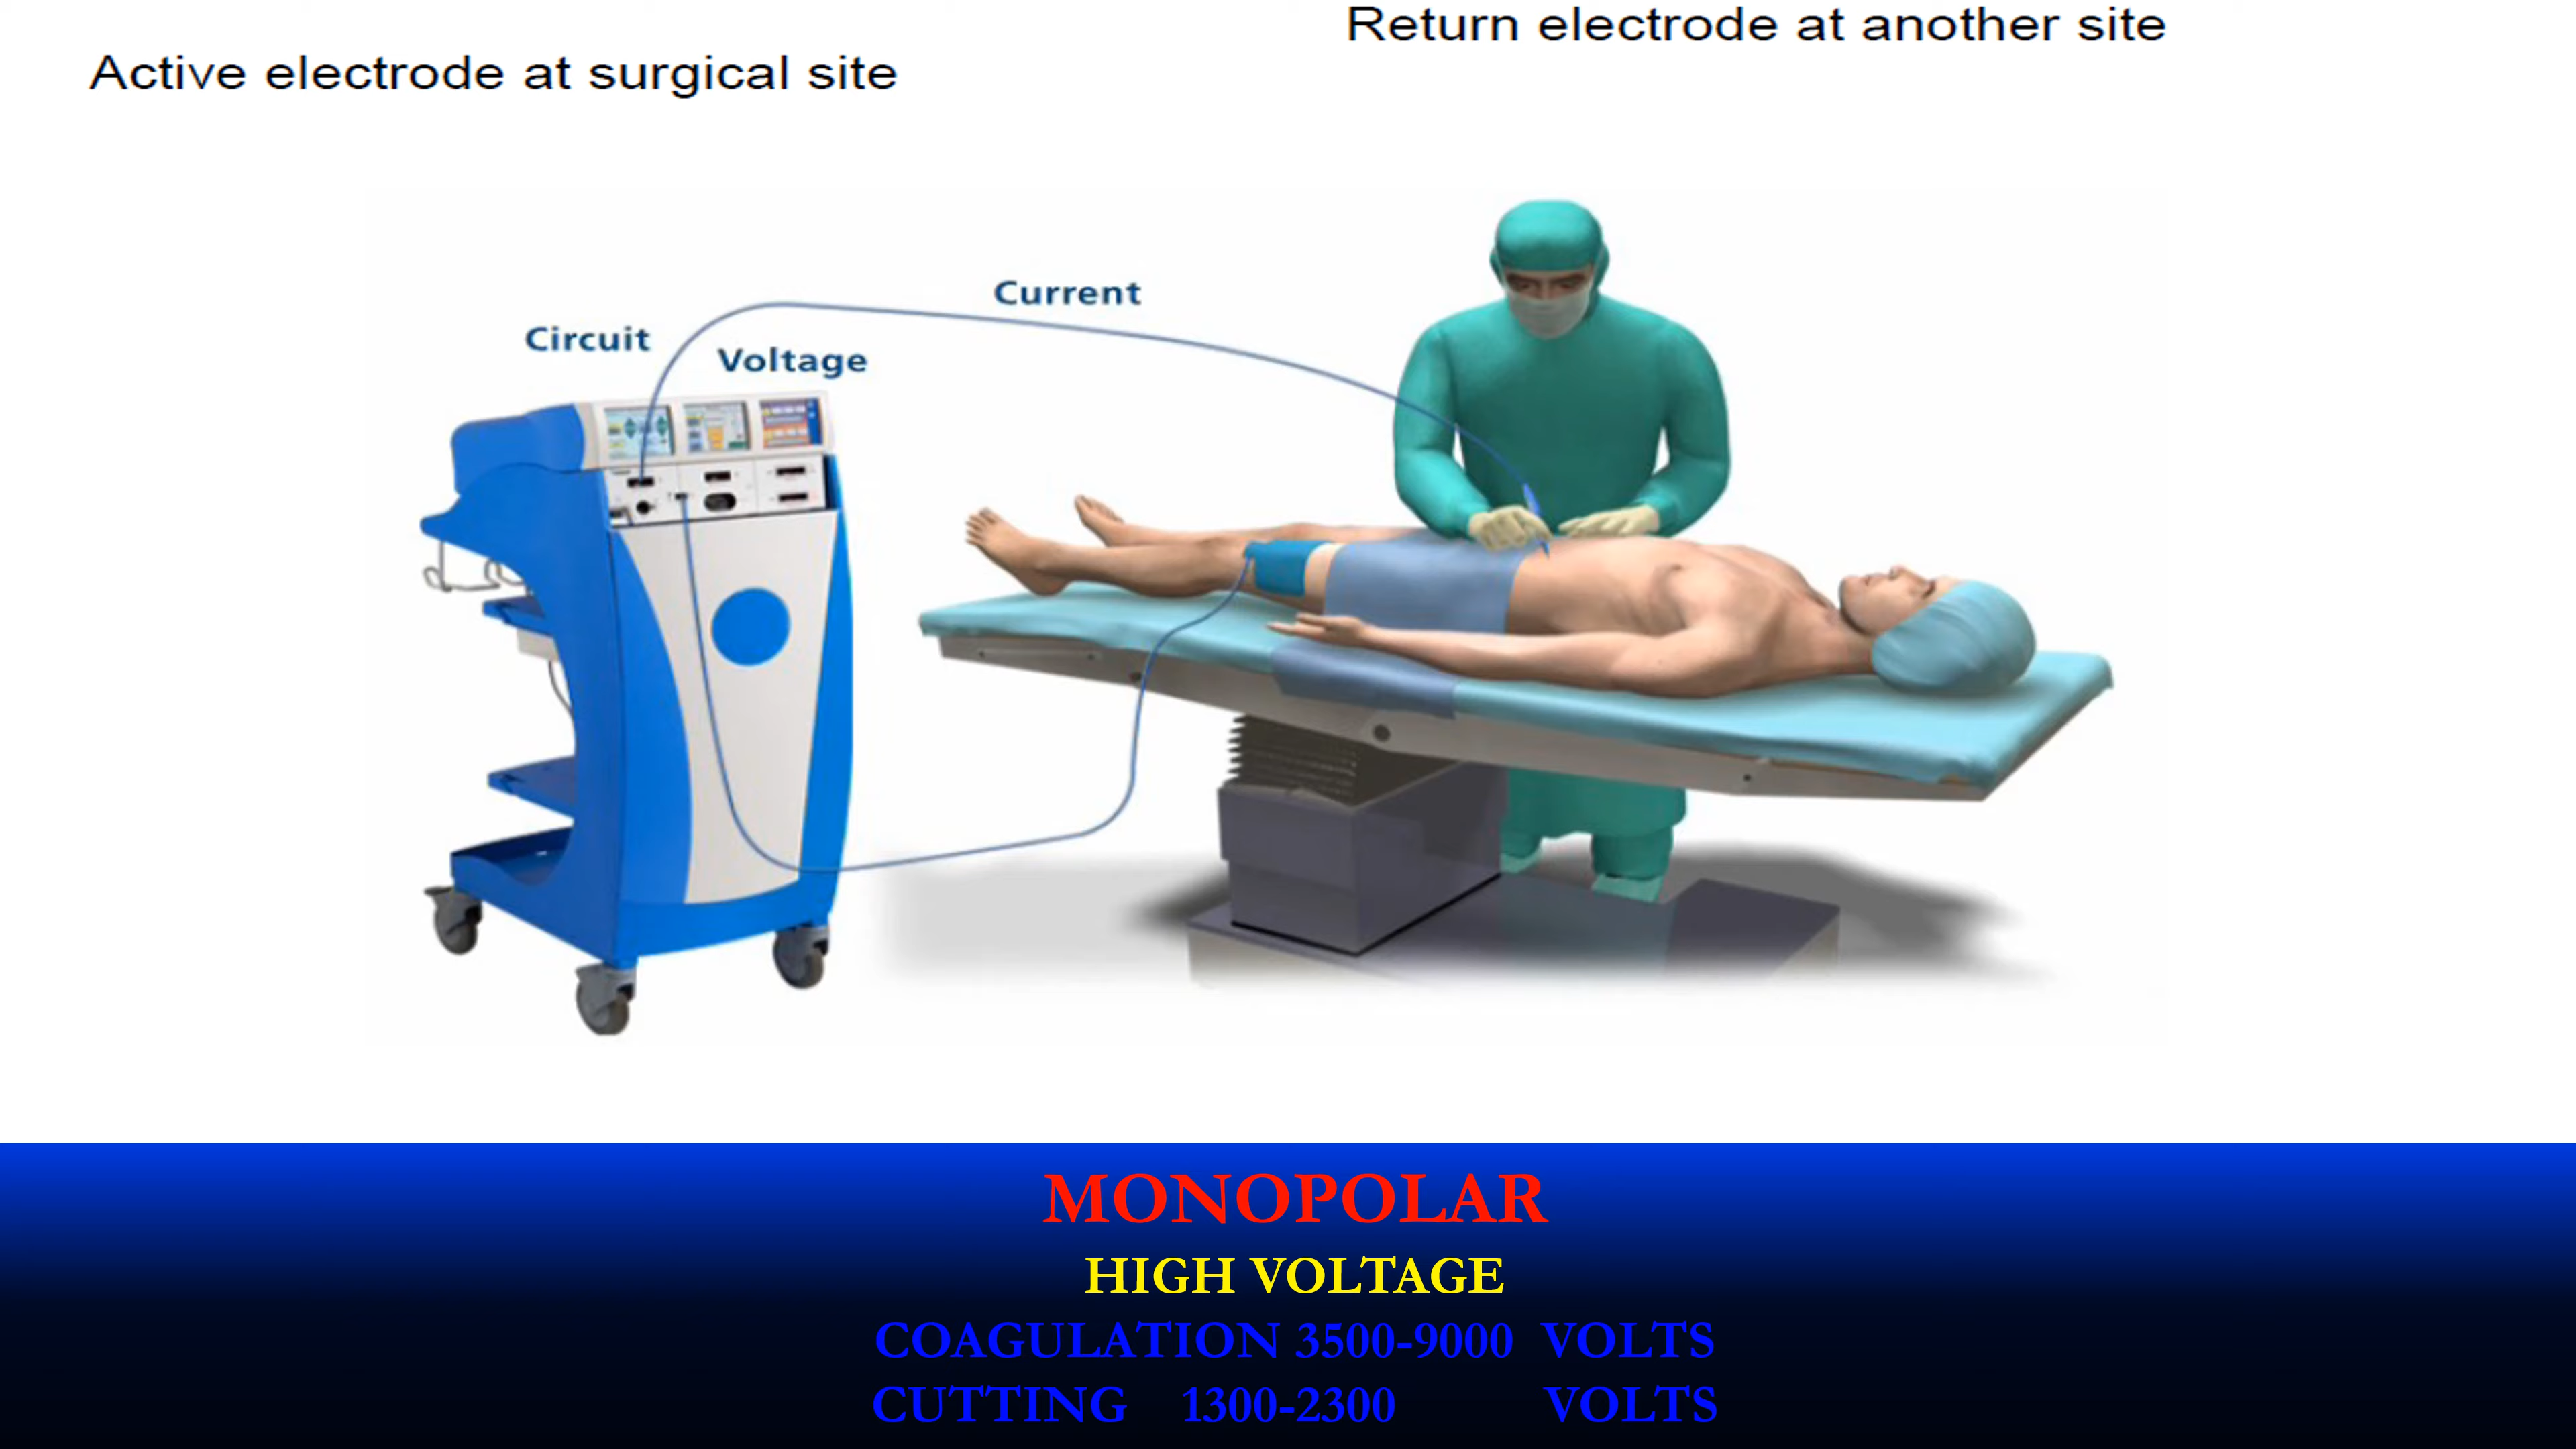 Return electrode at another site
Active electrode at surgical site
Current
Circuit
Voltage
MONOPOLAR
HIGH VOLTAGE
COAGULATION 3500-9000 VOLTS
CUTTING 1300-2300 VOLTS